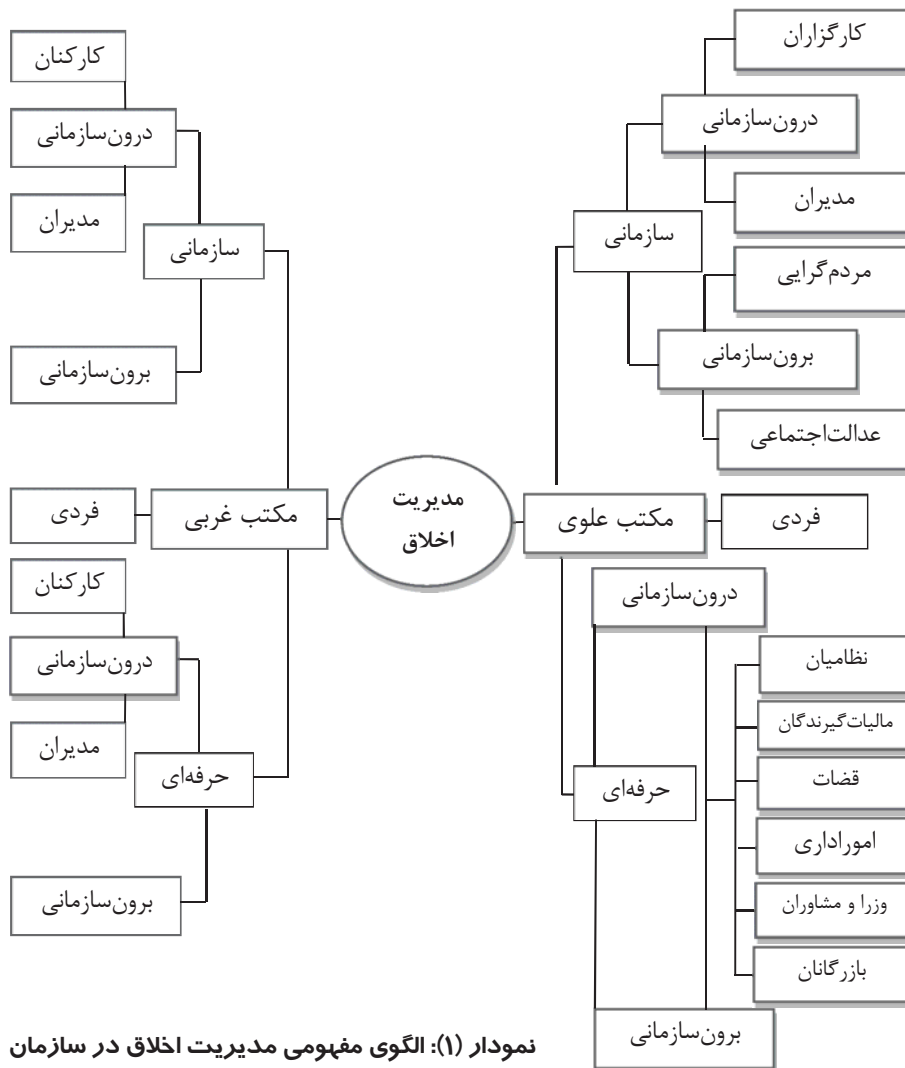 کارگزاران
درون‌سازمانی
مدیران
سازمانی
مردم‌گرایی
برون‌سازمانی
عدالت‌اجتماعی
مکتب علوی
فردی
درون‌سازمانی
نظامیان
مالیات‌گیرندگان
قضات
حرفه‌ای
اموراداری
وزرا و مشاوران
بازرگانان
برون‌سازمانی
مدیریت
اخلاق
کارکنان
درون‌سازمانی
مدیران
سازمانی
برون‌سازمانی
مکتب غربی
فردی
کارکنان
درون‌سازمانی
مدیران
حرفه‌ای
برون‌سازمانی
نمودار (۱): الگوی مفهومی مدیریت اخلاق در سازمان